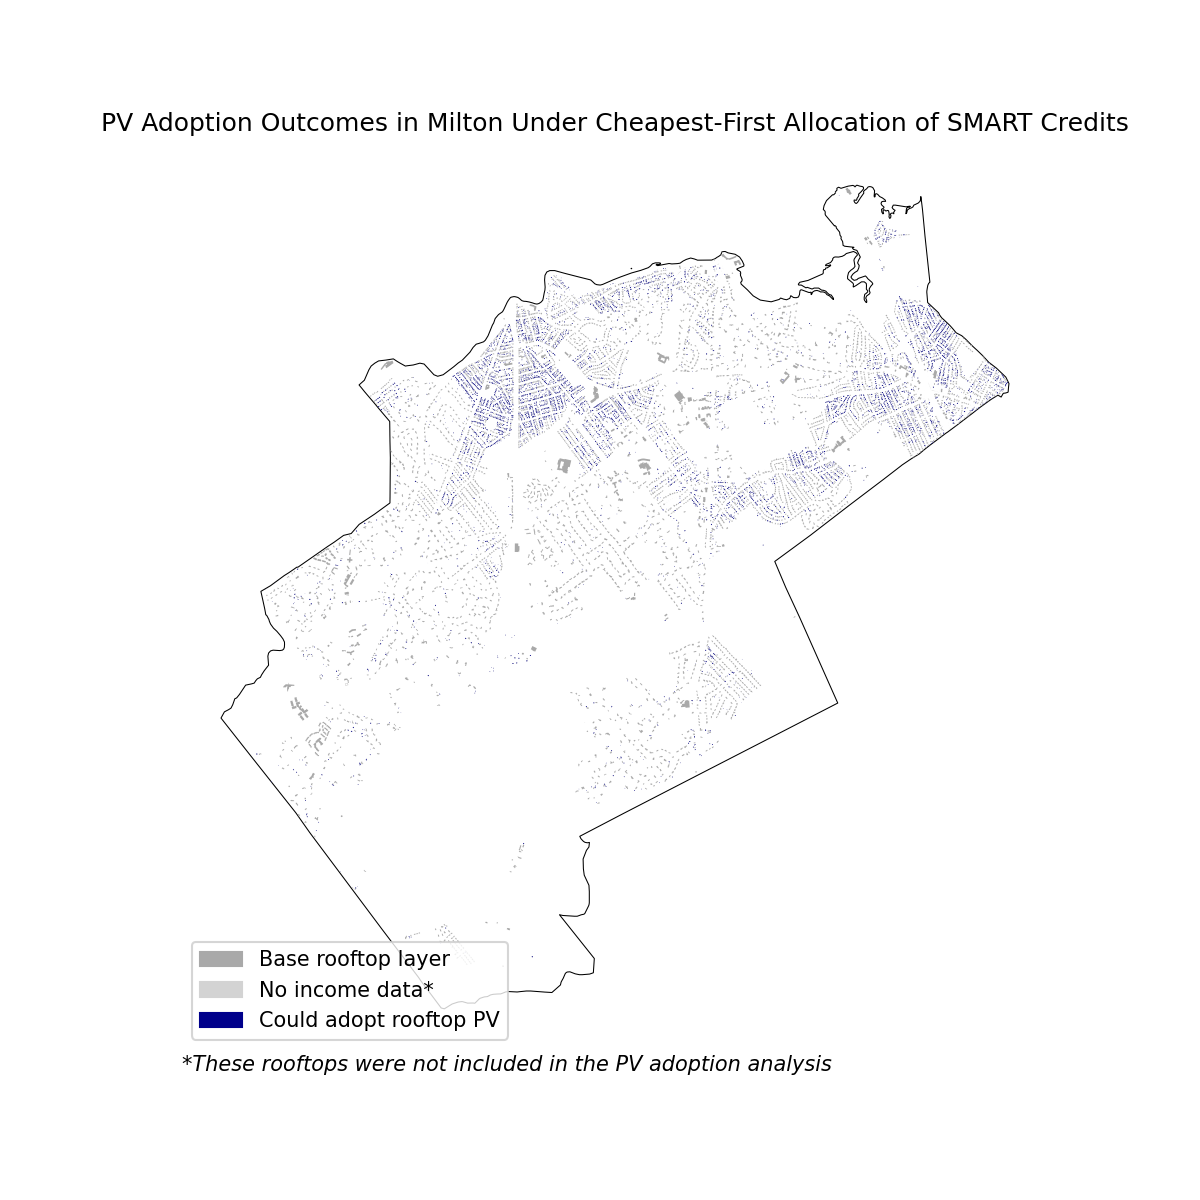 PV Adoption Outcomes in Milton Under Cheapest-First Allocation of SMART Credits
Base rooftop layer
No income data*
Could adopt rooftop PV
*These rooftops were not included in the PV adoption analysis